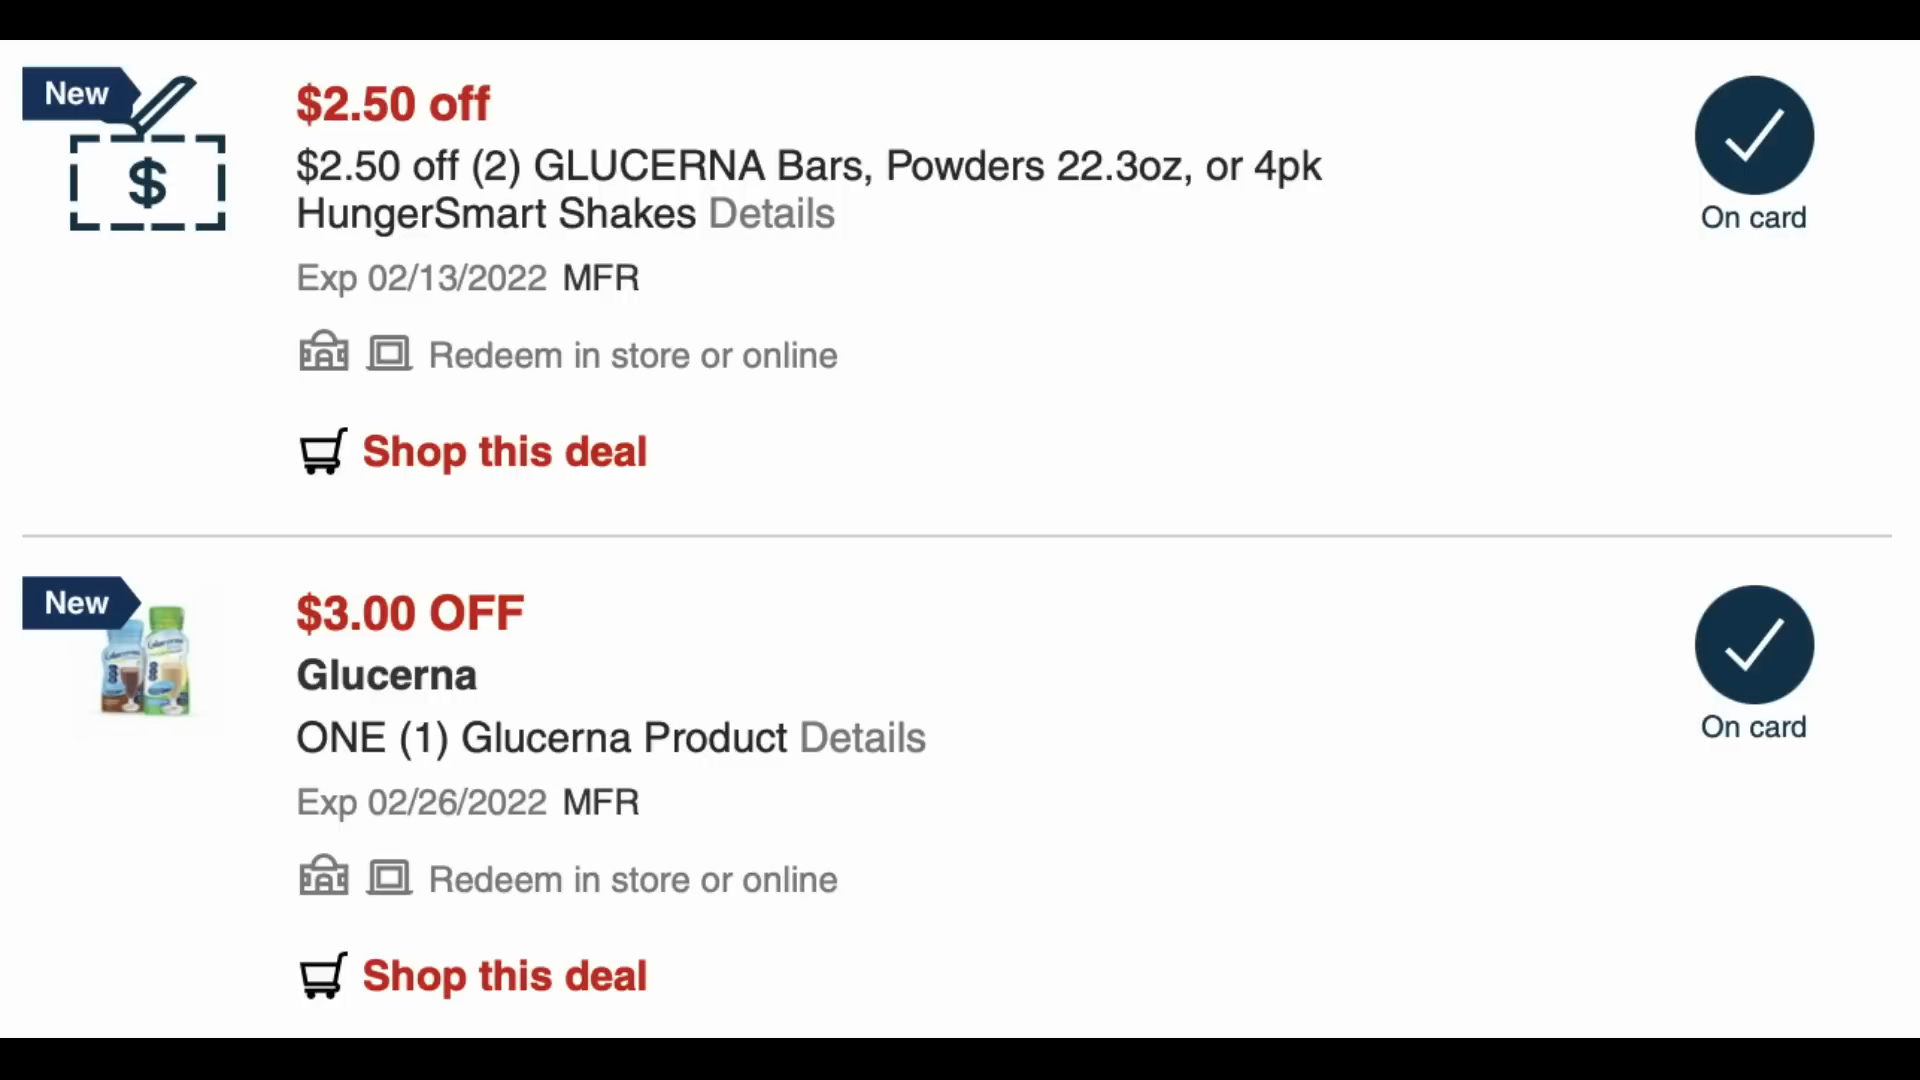 New
$2.50 off
$
$2.50 off (2) GLUCERNA Bars, Powders 22.3oz, or 4pk
HungerSmart Shakes Details
On card
Exp 02/13/2022 MFR
Redeem in store or online
Shop this deal
New
$3.00 OFF
Glucerna
ONE (1) Glucerna Product Details
On card
Exp 02/26/2022 MFR
Redeem in store or online
Shop this deal